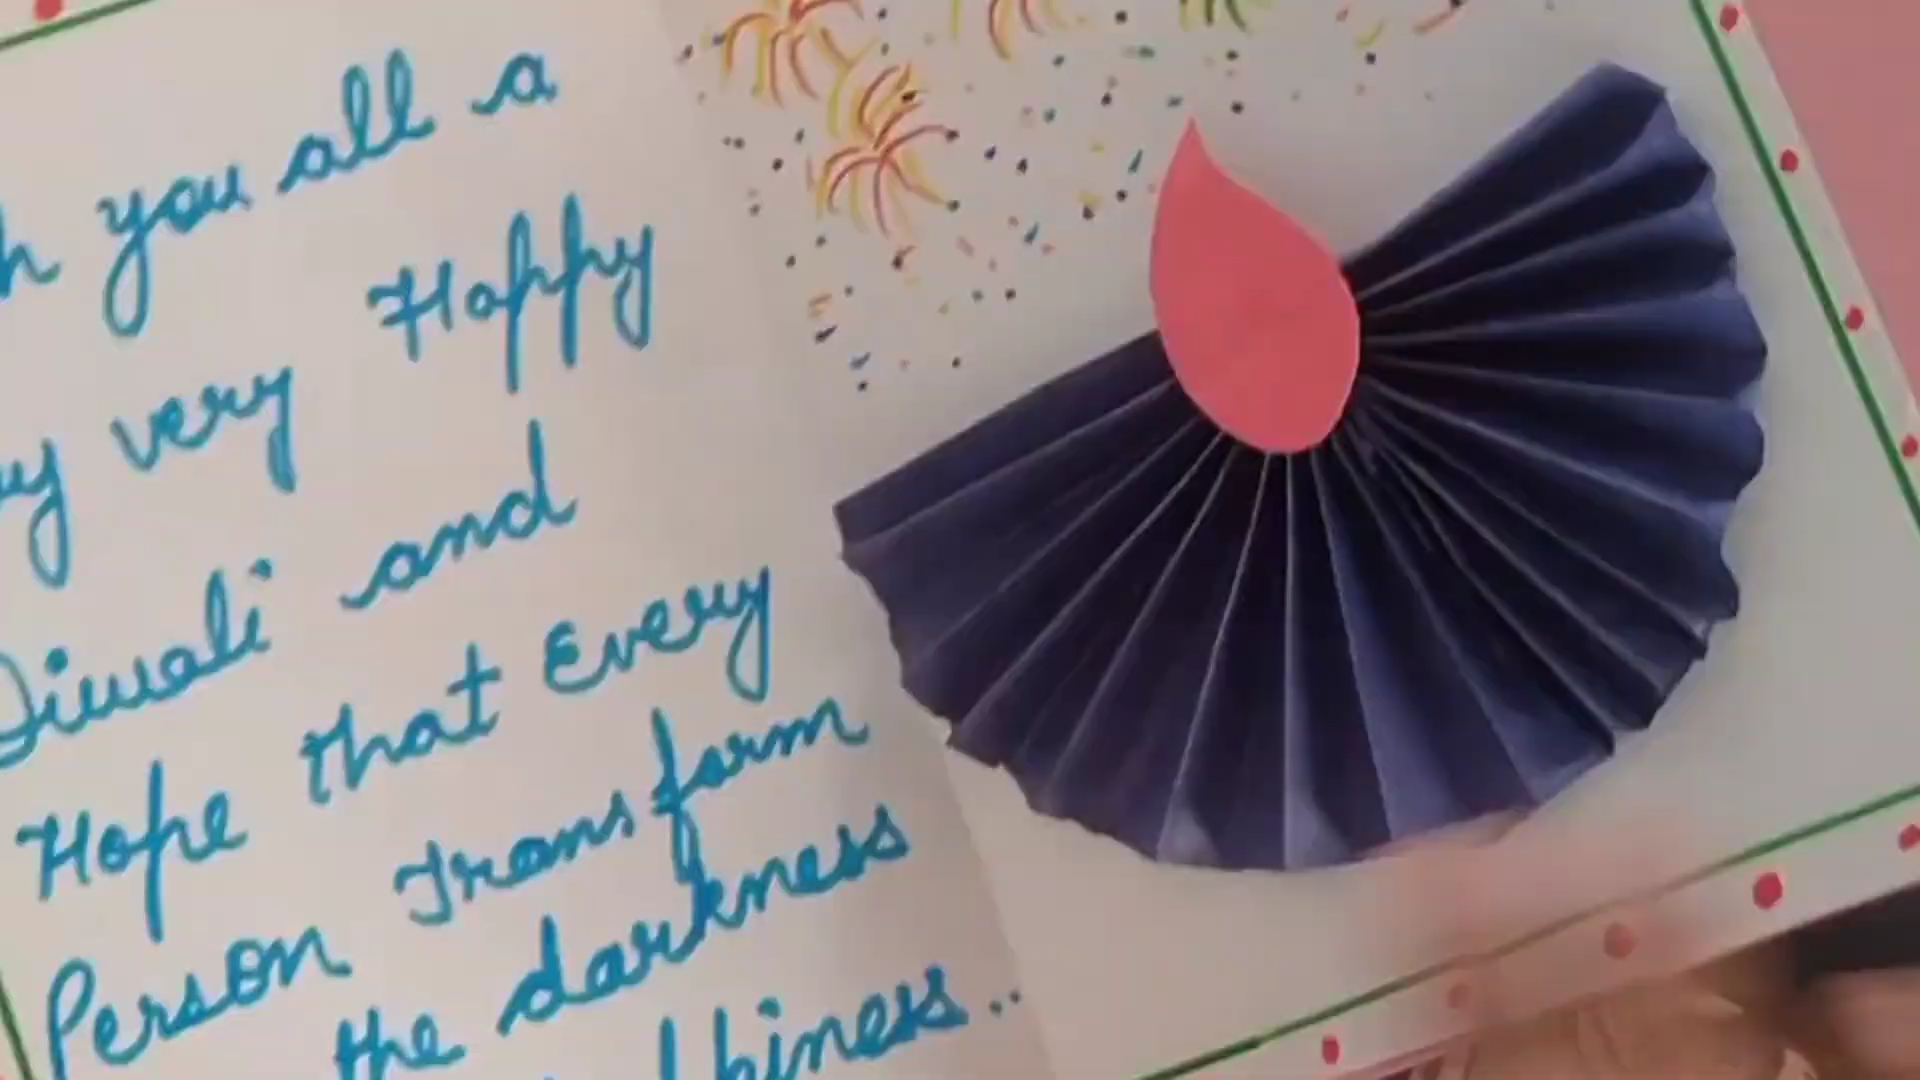 you all a
very Happy
Diwali and
Hope that Every
Person Transform
the darkness